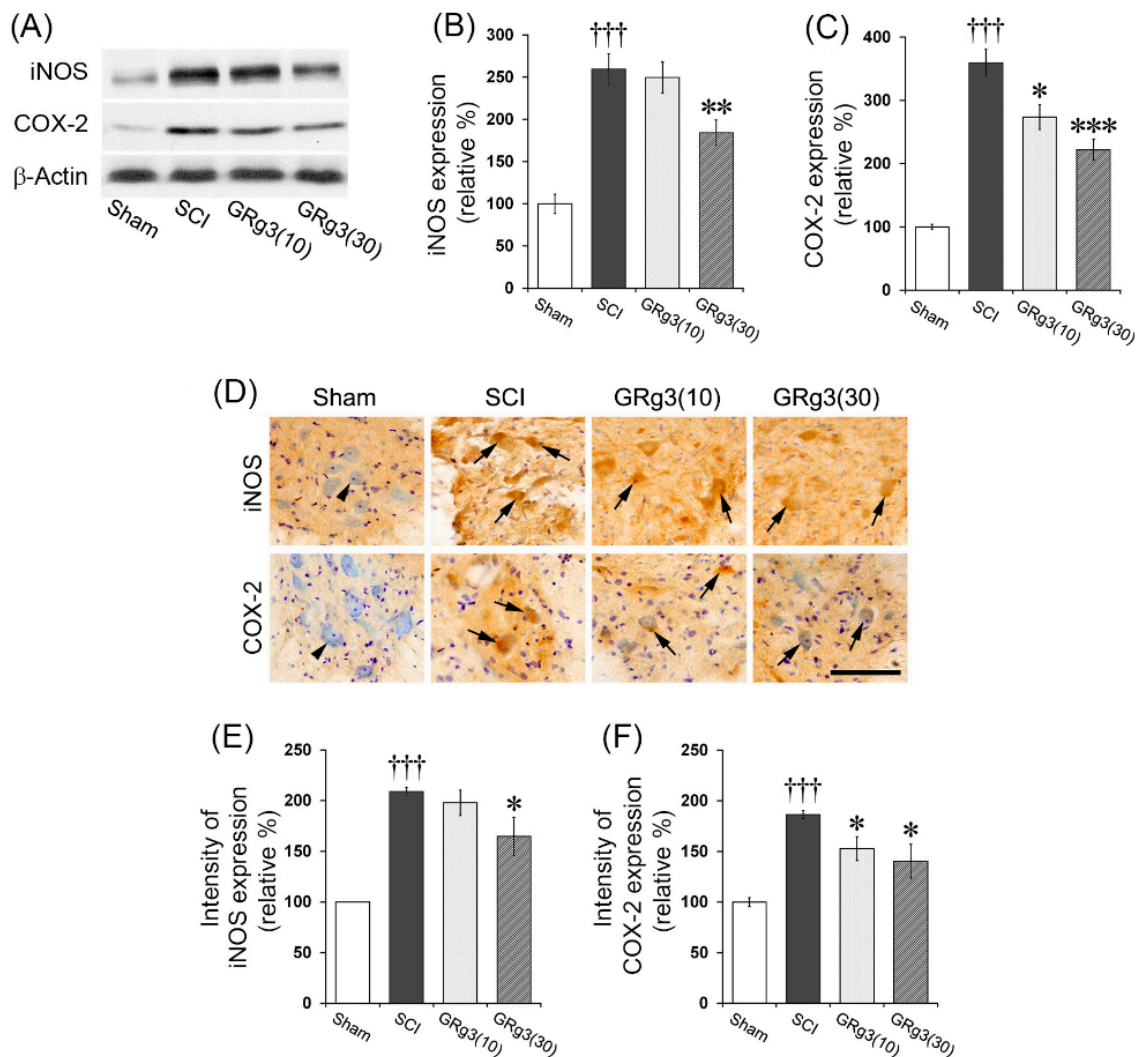 (A)
iNOS
COX-2
β-Actin
Sham
SCI
GRg3(10)
GRg3(30)
(B)
iNOS expression
(relative %)
300
250
200
150
100
50
0
†††
**
Sham
SCI
GRg3(10)
GRg3(30)
(C)
COX-2 expression
(relative %)
400
350
300
250
200
150
100
50
0
†††
*
***
Sham
SCI
GRg3(10)
GRg3(30)
(D)
Sham SCI GRg3(10) GRg3(30)
iNOS
COX-2
(E)
Intensity of
iNOS expression
(relative %)
250
200
150
100
50
0
†††
*
Sham
SCI
GRg3(10)
GRg3(30)
(F)
Intensity of
COX-2 expression
(relative %)
250
200
150
100
50
0
†††
*
*
Sham
SCI
GRg3(10)
GRg3(30)